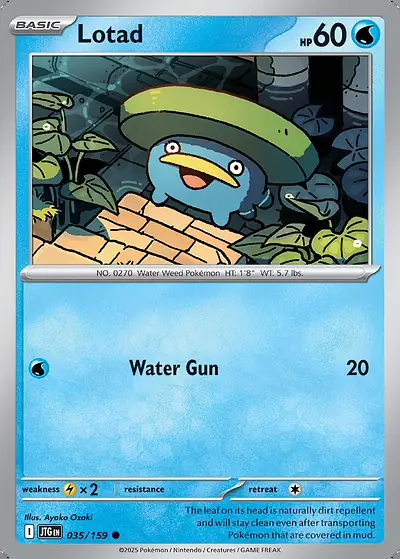 BASIC
Lotad
HP 60
NO. 0270 Water Weed Pokémon HT: 1'8" WT: 5.7 lbs.
Water Gun 20
weakness × 2 resistance retreat
Illus. Ayako Ozaki
I JTG EN 035/159
The leaf on its head is naturally dirt repellent
and will stay clean even after transporting
Pokémon that are covered in mud.
©2025 Pokémon / Nintendo / Creatures / GAME FREAK